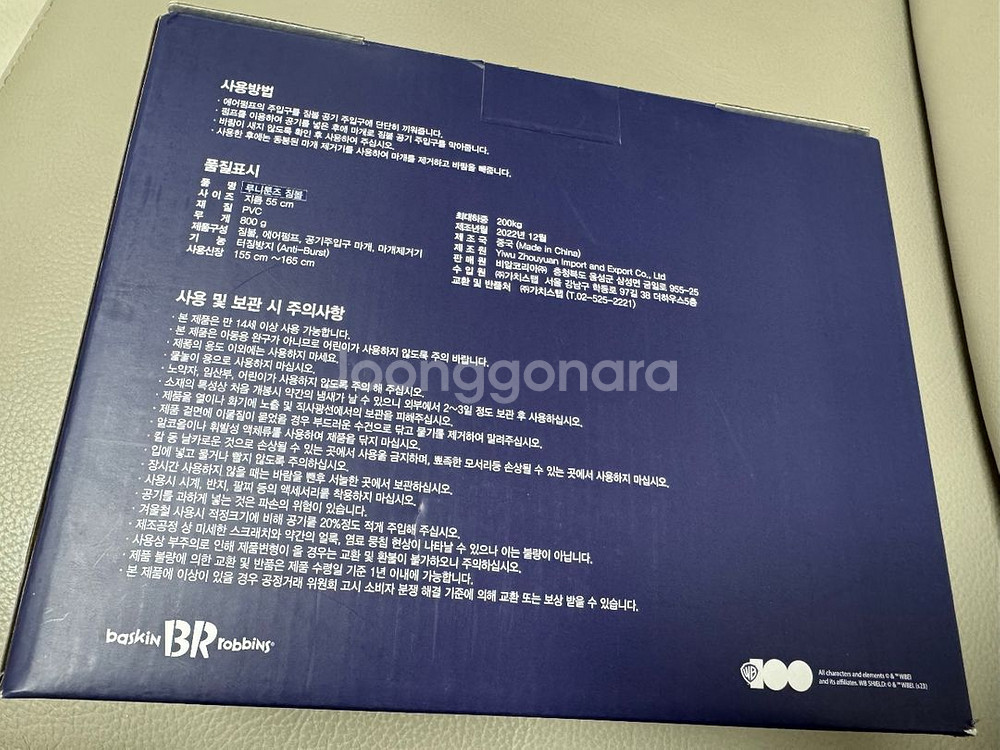 사용방법
· 에어펌프의 주입구를 짐볼 공기 주입구에 단단히 끼워줍니다.
· 펌프를 이용하여 공기를 넣은 후에 마개로 짐볼 공기 주입구를 막아줍니다.
· 바람이 새지 않도록 확인 후 사용하여 주십시오.
· 사용한 후에는 동봉된 마개 제거기를 사용하여 마개를 제거하고 바람을 빼줍니다.
품질표시
품 명 루니툰즈 짐볼
사 이 즈 지름 55 cm
재 질 PVC
무 게 800 g
제품구성 짐볼, 에어펌프, 공기주입구 마개, 마개제거기
기 능 터짐방지 (Anti-Burst)
사용신장 155 cm ~165 cm
최대하중 200kg
제조년월 2022년 12월
제 조 국 중국 (Made in China)
제 조 원 Yiwu Zhouyuan Import and Export Co., Ltd
판 매 원 비알코리아㈜ 충청북도 음성군 삼성면 금일로 955-25
수 입 원 ㈜가치스탭 서울 강남구 학동로 97길 38 더하우스5층
교환 및 반품처 ㈜가치스탭 (T.02-525-2221)
사용 및 보관 시 주의사항
· 본 제품은 만 14세 이상 사용 가능합니다.
· 본 제품은 아동용 완구가 아니므로 어린이가 사용하지 않도록 주의 바랍니다.
· 제품의 용도 이외에는 사용하지 마세요.
· 물놀이 용으로 사용하지 마십시오.
· 노약자, 임산부, 어린이가 사용하지 않도록 주의 해 주십시오.
· 소재의 특성상 처음 개봉시 약간의 냄새가 날 수 있으니 외부에서 2~3일 정도 보관 후 사용하십시오.
· 제품을 열이나 화기에 노출 및 직사광선에서의 보관을 피해주십시오.
· 제품 겉면에 이물질이 묻었을 경우 부드러운 수건으로 닦고 물기를 제거하여 말려주십시오.
· 알코올이나 휘발성 액체류를 사용하여 제품을 닦지 마십시오.
· 칼 등 날카로운 것으로 손상될 수 있는 곳에서 사용을 금지하며, 뾰족한 모서리등 손상될 수 있는 곳에서 사용하지 마십시오.
· 입에 넣고 물거나 빨지 않도록 주의하십시오.
· 장시간 사용하지 않을 때는 바람을 뺀후 서늘한 곳에서 보관하십시오.
· 사용시 시계, 반지, 팔찌 등의 액세서리를 착용하지 마십시오.
· 공기를 과하게 넣는 것은 파손의 위험이 있습니다.
· 겨울철 사용시 적정크기에 비해 공기를 20%정도 적게 주입해 주십시오.
· 제조공정 상 미세한 스크래치와 약간의 얼룩, 염료 뭉침 현상이 나타날 수 있으나 이는 불량이 아닙니다.
· 사용상 부주의로 인해 제품변형이 올 경우는 교환 및 환불이 불가하오니 주의하십시오.
· 제품 불량에 의한 교환 및 반품은 제품 수령일 기준 1년 이내에 가능합니다.
· 본 제품에 이상이 있을 경우 공정거래 위원회 고시 소비자 분쟁 해결 기준에 의해 교환 또는 보상 받을 수 있습니다.
joonggonara
baskin BR robbins®
WB 100
All characters and elements © & ™ WBEI
and its affiliates. WB SHIELD: © & ™ WBEI. (s23)